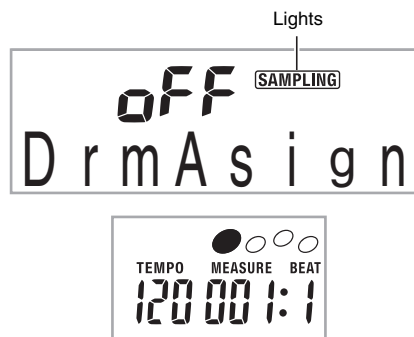 Lights
oFF SAMPLING
DrmAsign
TEMPO MEASURE BEAT
120 001:1